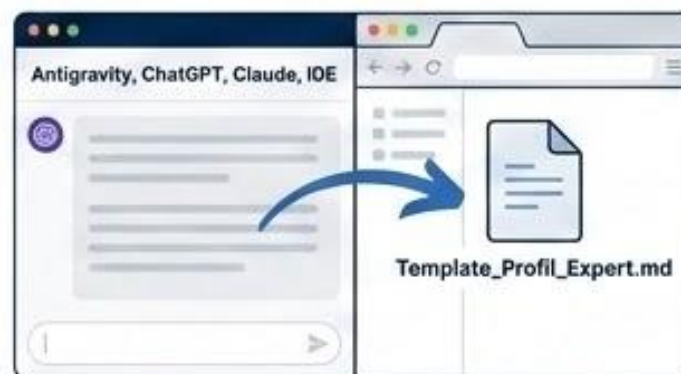 Antigravity, ChatGPT, Claude, IOE
Template_Profil_Expert.md